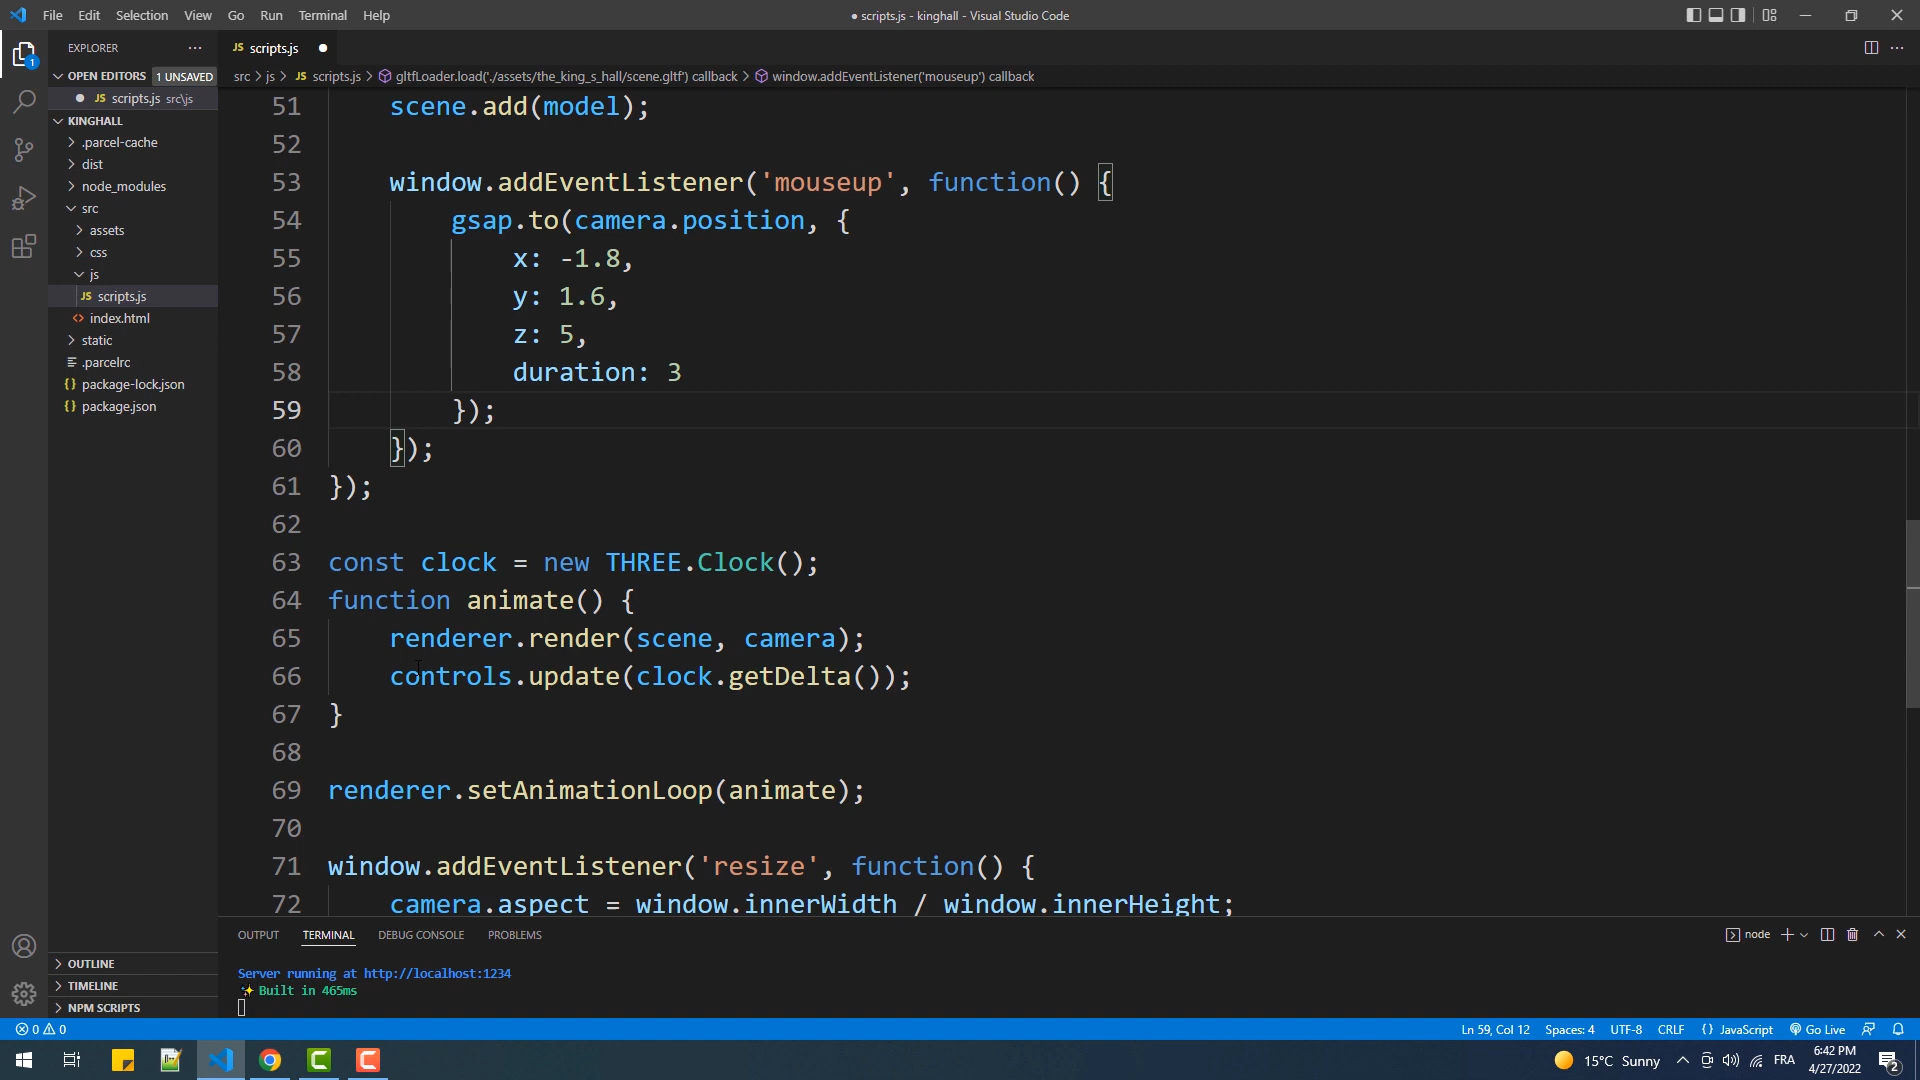 File Edit Selection View Go Run Terminal Help
● scripts.js - kinghall - Visual Studio Code
EXPLORER
OPEN EDITORS 1 UNSAVED
JS scripts.js src\js
KINGHALL
.parcel-cache
dist
node_modules
src
assets
css
js
JS scripts.js
index.html
static
.parcelrc
package-lock.json
package.json
OUTLINE
TIMELINE
NPM SCRIPTS
1
JS scripts.js
src > js > JS scripts.js > gltfLoader.load('./assets/the_king_s_hall/scene.gltf') callback > window.addEventListener('mouseup') callback
51 scene.add(model);
52
53 window.addEventListener('mouseup', function() {
54 gsap.to(camera.position, {
55 x: -1.8,
56 y: 1.6,
57 z: 5,
58 duration: 3
59 });
60 });
61 });
62
63 const clock = new THREE.Clock();
64 function animate() {
65 renderer.render(scene, camera);
66 controls.update(clock.getDelta());
67 }
68
69 renderer.setAnimationLoop(animate);
70
71 window.addEventListener('resize', function() {
72 camera.aspect = window.innerWidth / window.innerHeight;
OUTPUT TERMINAL DEBUG CONSOLE PROBLEMS
node
Server running at http://localhost:1234
✨ Built in 465ms
0 0
Ln 59, Col 12 Spaces: 4 UTF-8 CRLF {} JavaScript Go Live
15°C Sunny
FRA
6:42 PM
4/27/2022
2